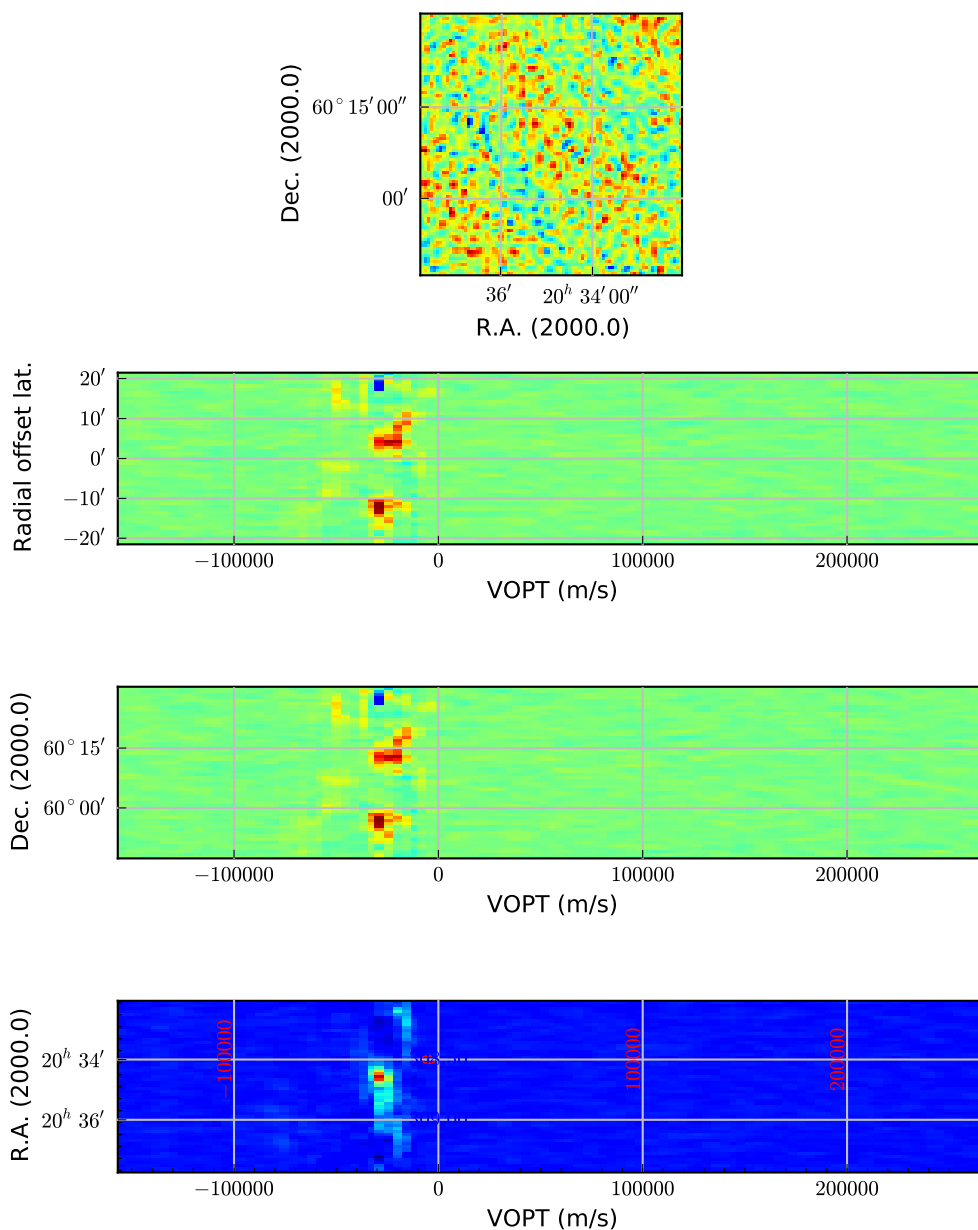 Dec. (2000.0)
60° 15′ 00″
00′
36′
20h 34′ 00″
R.A. (2000.0)
Radial offset lat.
20′
10′
0′
−10′
−20′
−100000
0
100000
200000
VOPT (m/s)
Dec. (2000.0)
60° 15′
60° 00′
−100000
0
100000
200000
VOPT (m/s)
R.A. (2000.0)
20h 34′
20h 36′
−100000
100000
200000
−100000
0
100000
200000
VOPT (m/s)